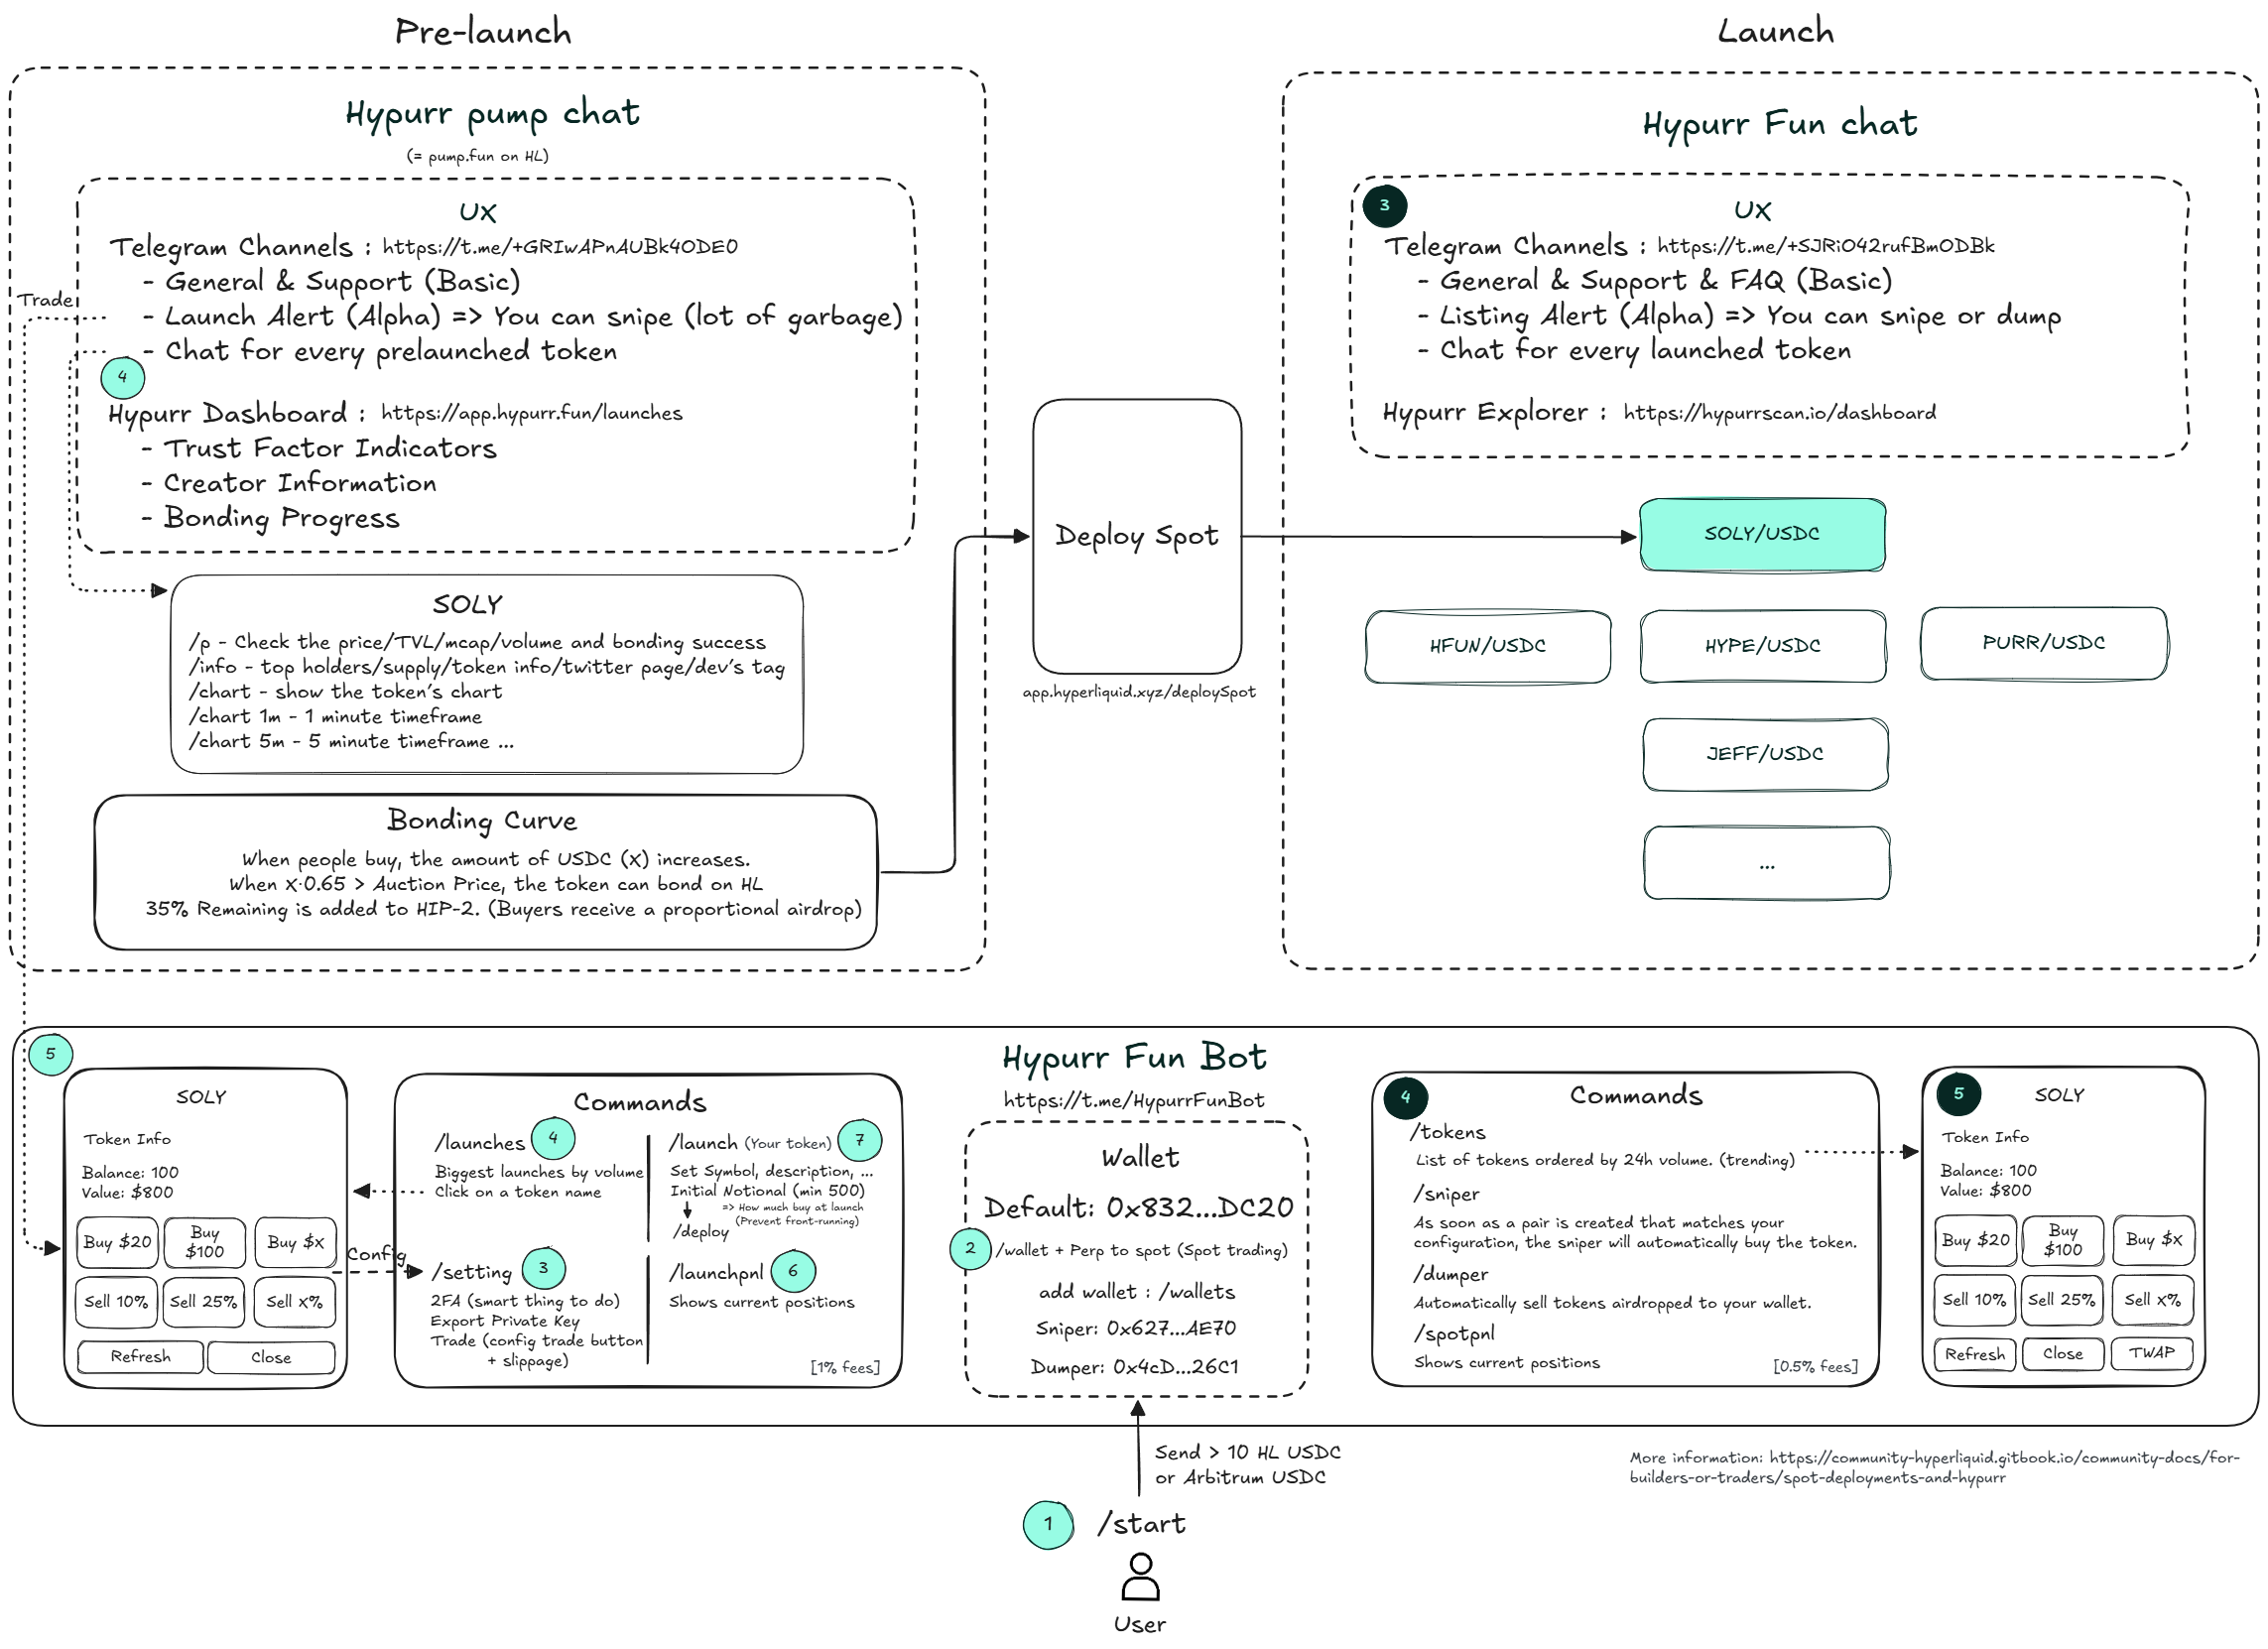 Pre-launch
Hypurr pump chat
(= pump.fun on HL)
UX
Telegram Channels : https://t.me/+GRIwAPnAUBk4ODE0
- General & Support (Basic)
- Launch Alert (Alpha) => You can snipe (lot of garbage)
- Chat for every prelaunched token
Trade
4
Hypurr Dashboard : https://app.hypurr.fun/launches
- Trust Factor Indicators
- Creator Information
- Bonding Progress
SOLY
/p - Check the price/TVL/mcap/volume and bonding success
/info - top holders/supply/token info/twitter page/dev's tag
/chart - show the token's chart
/chart 1m - 1 minute timeframe
/chart 5m - 5 minute timeframe ...
Bonding Curve
When people buy, the amount of USDC (X) increases.
When X·0.65 > Auction Price, the token can bond on HL
35% Remaining is added to HIP-2. (Buyers receive a proportional airdrop)
Deploy Spot
app.hyperliquid.xyz/deploySpot
Launch
Hypurr Fun chat
3
UX
Telegram Channels : https://t.me/+SJRiO42rufBmODBk
- General & Support & FAQ (Basic)
- Listing Alert (Alpha) => You can snipe or dump
- Chat for every launched token
Hypurr Explorer : https://hypurrscan.io/dashboard
SOLY/USDC
HFUN/USDC
HYPE/USDC
PURR/USDC
JEFF/USDC
...
5
SOLY
Token Info
Balance: 100
Value: $800
Buy $20
Buy
$100
Buy $x
Sell 10%
Sell 25%
Sell x%
Refresh
Close
Config
Commands
/launches
4
Biggest launches by volume
Click on a token name
/launch (Your token)
7
Set Symbol, description, ...
Initial Notional (min 500)
=> How much buy at launch
(Prevent front-running)
/deploy
/setting
3
2FA (smart thing to do)
Export Private Key
Trade (config trade button
+ slippage)
/launchpnl
6
Shows current positions
[1% fees]
Hypurr Fun Bot
https://t.me/HypurrFunBot
Wallet
Default: 0x832...DC20
2
/wallet + Perp to spot (Spot trading)
add wallet : /wallets
Sniper: 0x627...AE70
Dumper: 0x4cD...26C1
4
Commands
/tokens
List of tokens ordered by 24h volume. (trending)
/sniper
As soon as a pair is created that matches your
configuration, the sniper will automatically buy the token.
/dumper
Automatically sell tokens airdropped to your wallet.
/spotpnl
Shows current positions
[0.5% fees]
5
SOLY
Token Info
Balance: 100
Value: $800
Buy $20
Buy
$100
Buy $x
Sell 10%
Sell 25%
Sell x%
Refresh
Close
TWAP
Send > 10 HL USDC
or Arbitrum USDC
1
/start
User
More information: https://community-hyperliquid.gitbook.io/community-docs/for-
builders-or-traders/spot-deployments-and-hypurr